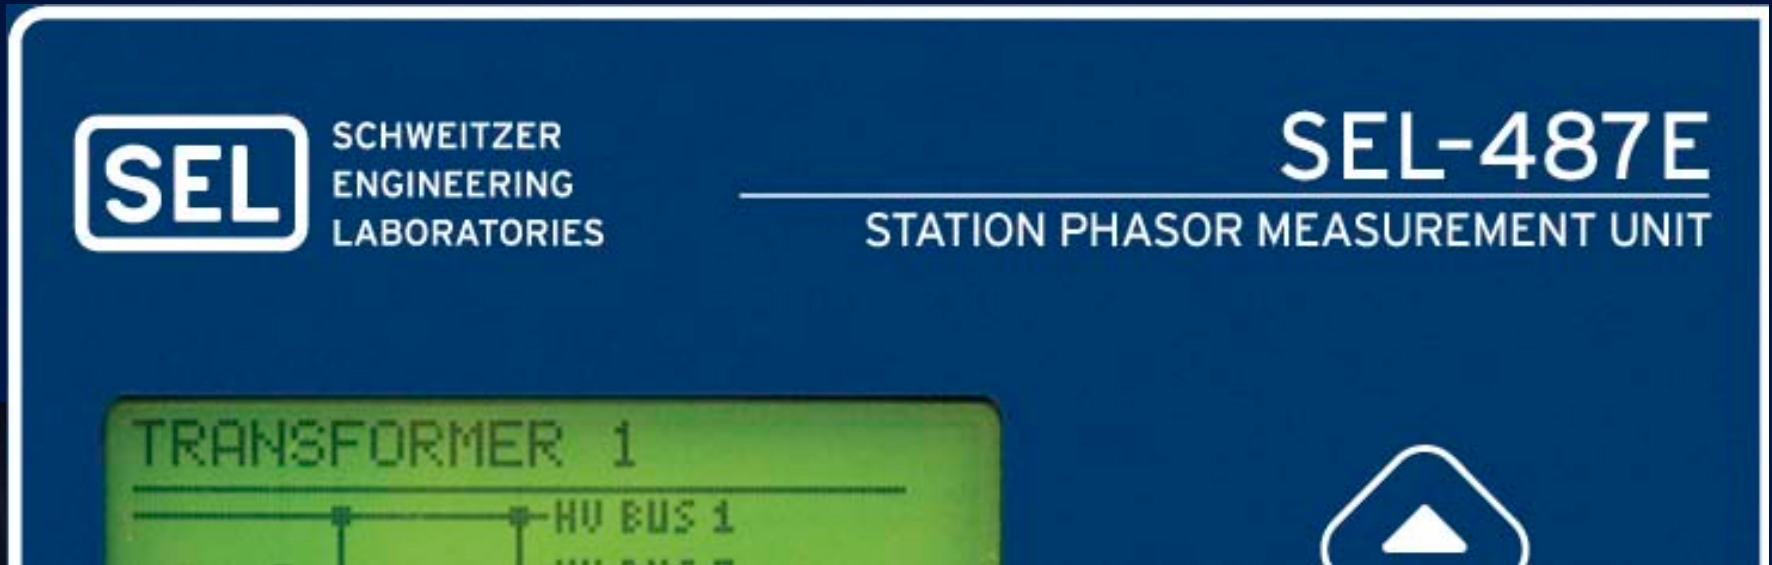 SEL
SCHWEITZER
ENGINEERING
LABORATORIES
SEL-487E
STATION PHASOR MEASUREMENT UNIT
TRANSFORMER 1
HV BUS 1